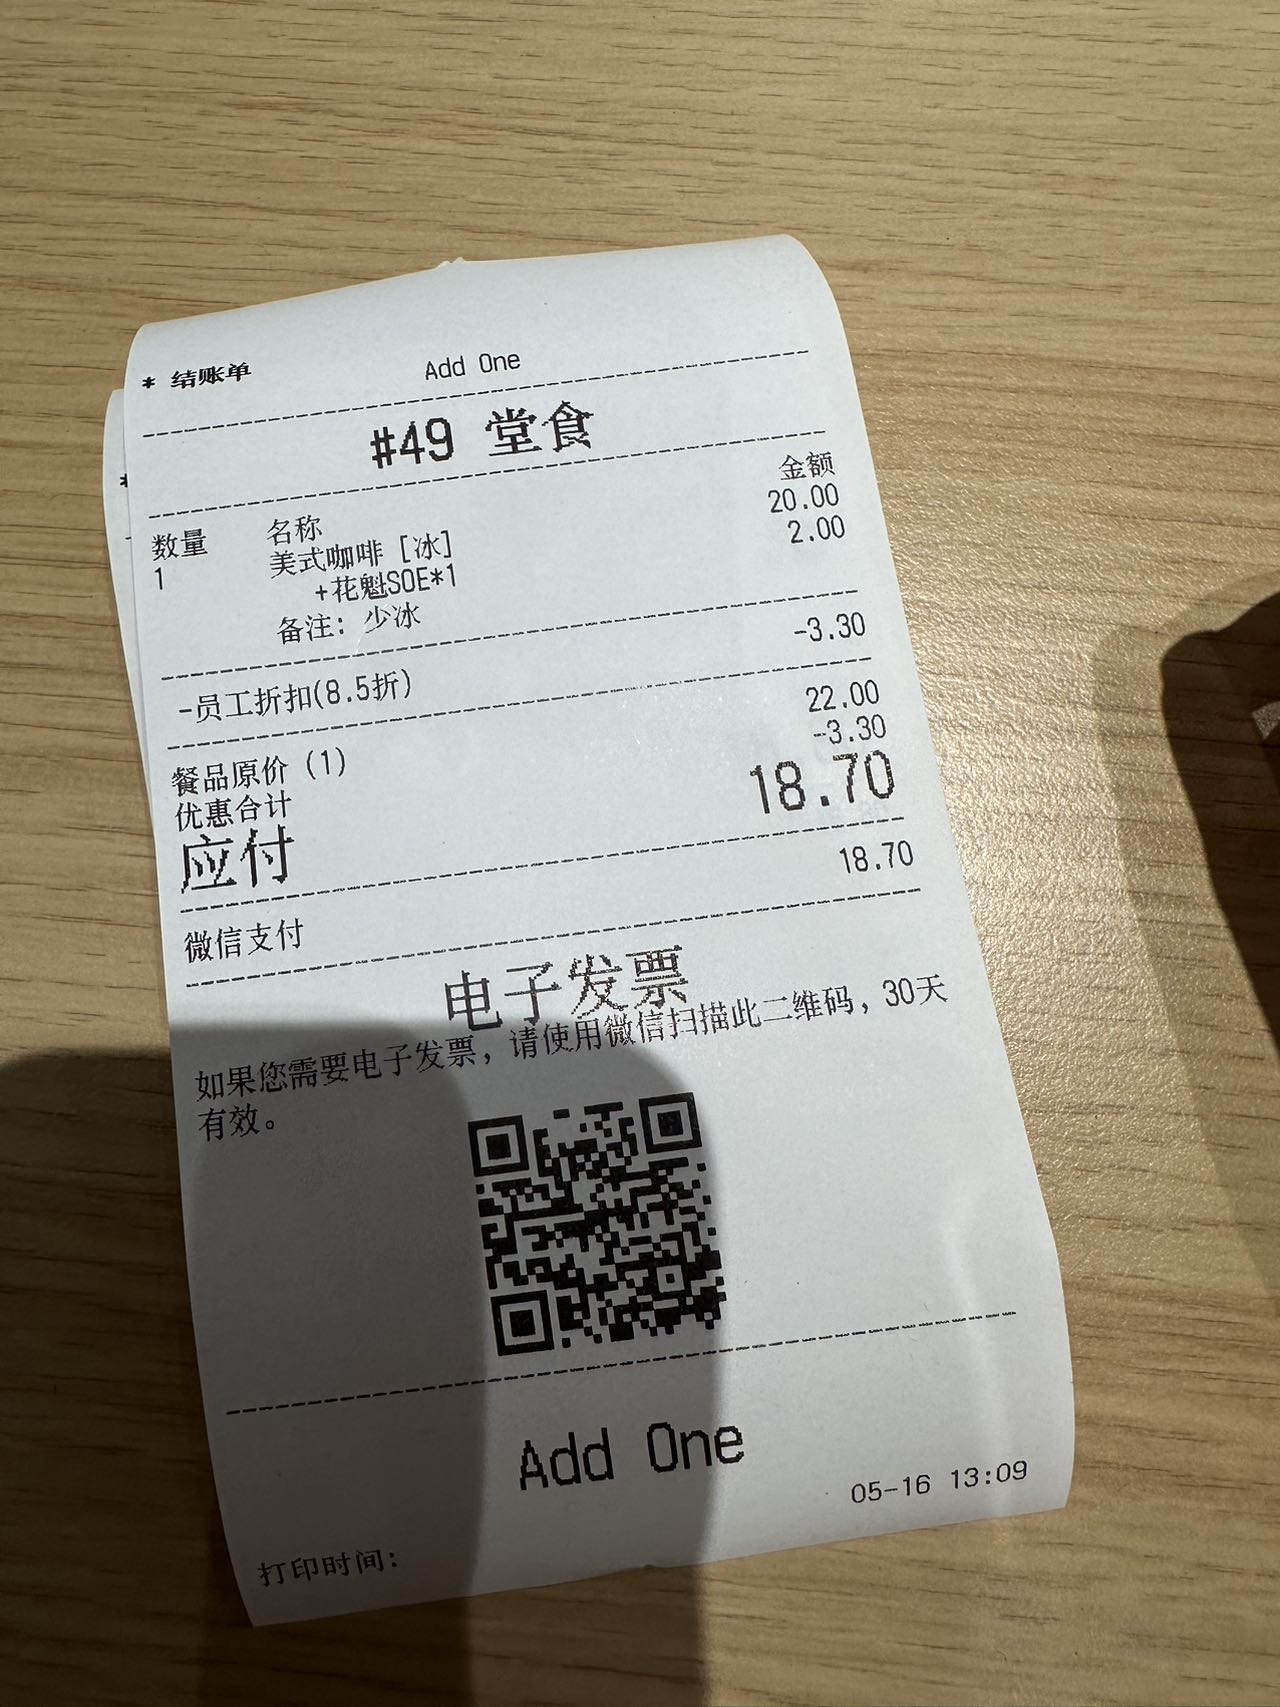 * 结账单 Add One
#49 堂食
数量 名称 金额
1 美式咖啡 [冰] 20.00
+花魁SOE*1 2.00
备注: 少冰
-员工折扣(8.5折) -3.30
餐品原价 (1) 22.00
优惠合计 -3.30
应付 18.70
微信支付 18.70
电子发票
如果您需要电子发票，请使用微信扫描此二维码，30天
有效。
Add One
打印时间: 05-16 13:09